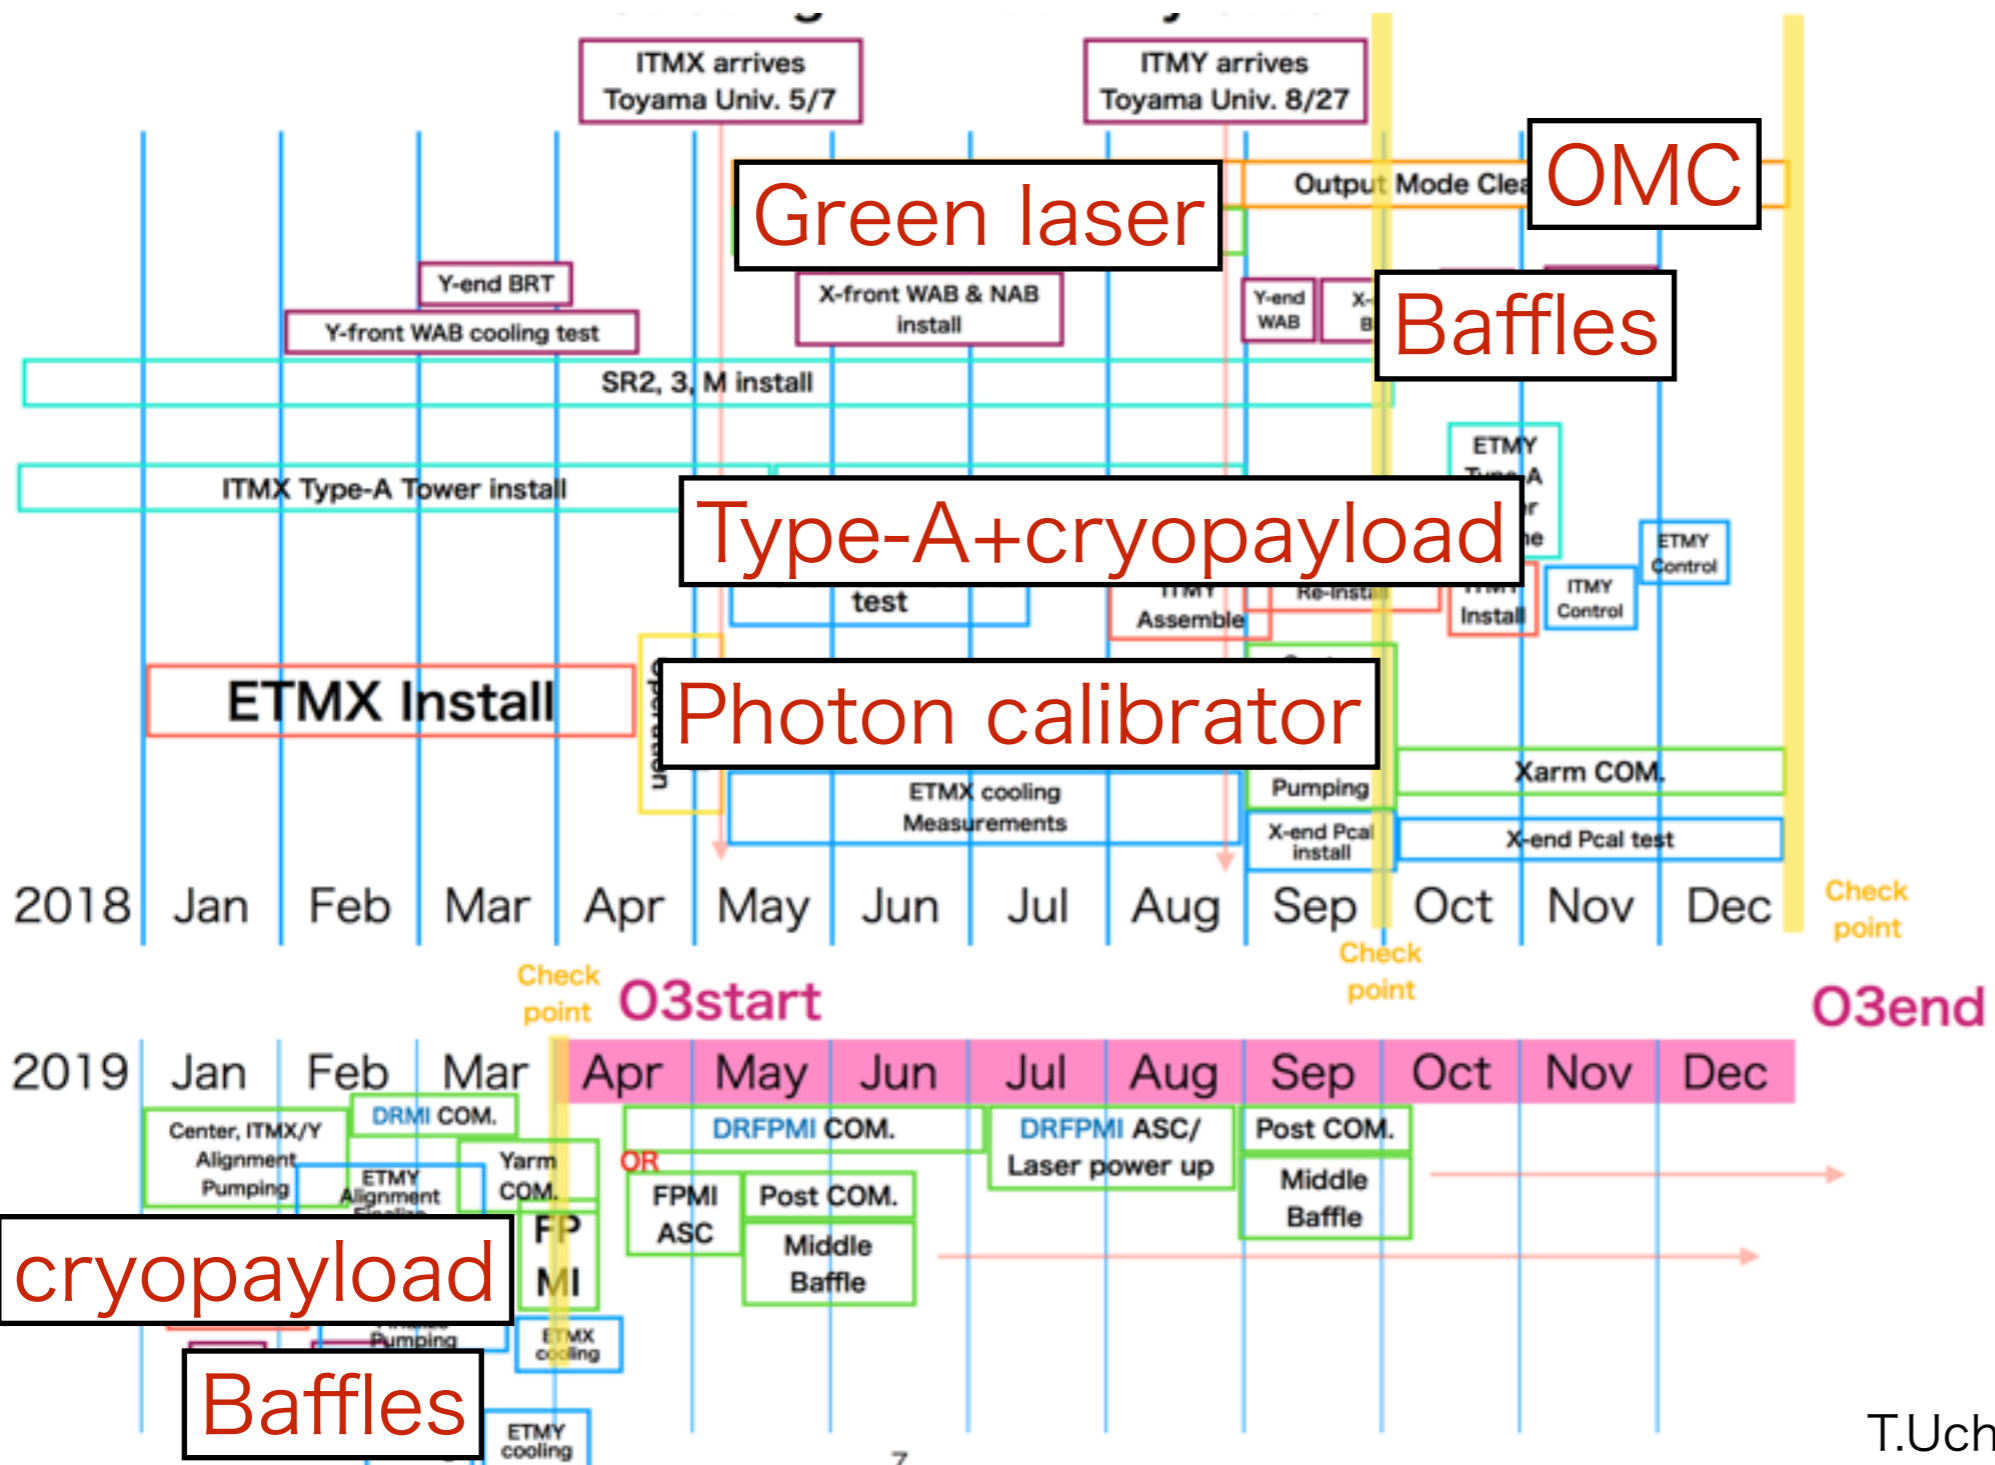 ITMX arrives
Toyama Univ. 5/7
ITMY arrives
Toyama Univ. 8/27
OMC
Output Mode
Green laser
Y-end BRT
X-front WAB & NAB
install
Y-end
WAB
Baffles
Y-front WAB cooling test
SR2, 3, M install
ETMY
ITMX Type-A Tower install
Type-A+cryopayload
ETMY
Control
test
ITMY
Assemble
Re-install
Install
ITMY
Control
ETMX Install
Photon calibrator
Pumping
Xarm COM.
ETMX cooling
Measurements
X-end Pcal
install
X-end Pcal test
2018 Jan Feb Mar Apr May Jun Jul Aug Sep Oct Nov Dec
Check
point
Check
point
Check
point
O3start
O3end
2019 Jan Feb Mar Apr May Jun Jul Aug Sep Oct Nov Dec
Center, ITMX/Y
Alignment
Pumping
DRMI COM.
ETMY
Alignment
Yarm
COM.
FP
MI
DRFPMI COM.
OR
FPMI
ASC
Post COM.
Middle
Baffle
DRFPMI ASC/
Laser power up
Post COM.
Middle
Baffle
cryopayload
Pumping
ETMX
cooling
Baffles
ETMY
cooling
7
T.Uch